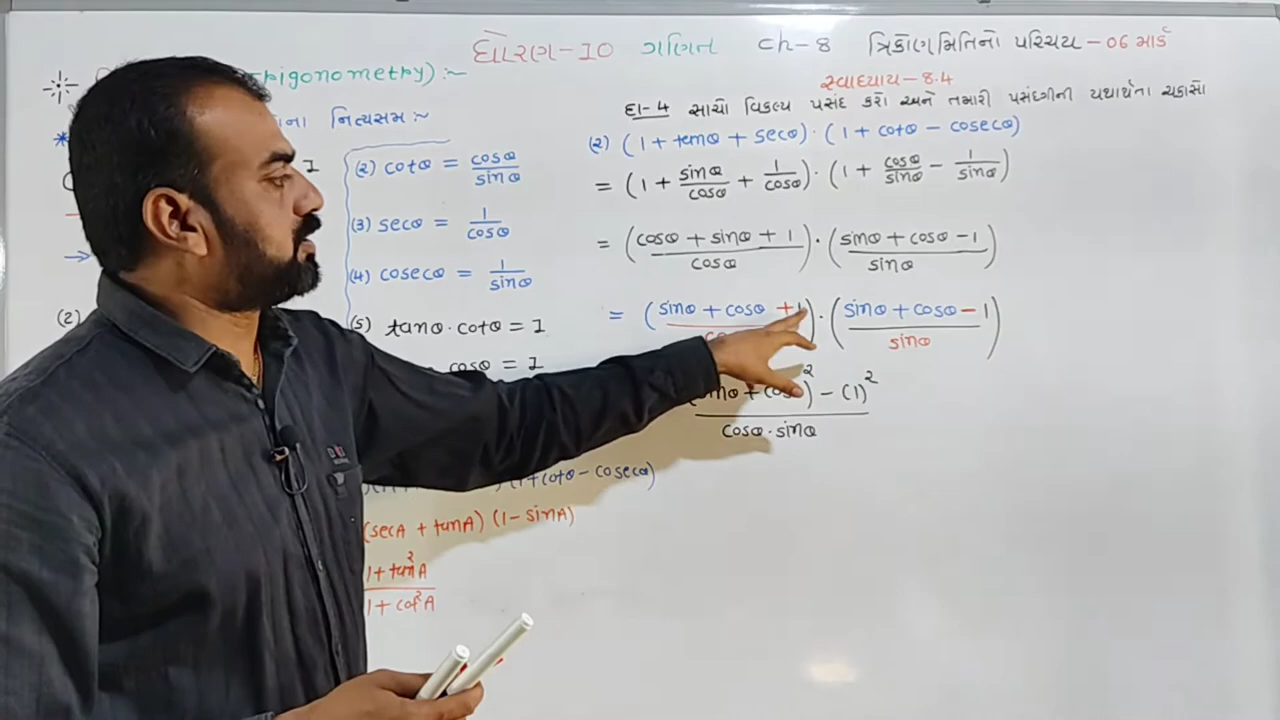 ધોરણ-10 ગણિત Ch-8 ત્રિકોણમિતિનો પરિચય - 06 માર્ક
સ્વાધ્યાય - 8.4
Trigonometry) :~
નિત્યસમ :~
(2) cotθ = cosθ/sinθ
(3) secθ = 1/cosθ
(4) cosecθ = 1/sinθ
(2)
(5) tanθ·cotθ = 1
cosθ = 1
(1+cotθ - cosecθ)
(secA + tanA) (1 - sinA)
1 + tan²A / 1 + cot²A
દા-4 સાચો વિકલ્પ પસંદ કરો અને તમારી પસંદગીની યથાર્થતા ચકાસો
(2) (1 + tanθ + secθ) · (1 + cotθ - cosecθ)
= (1 + sinθ/cosθ + 1/cosθ) · (1 + cosθ/sinθ - 1/sinθ)
= (cosθ + sinθ + 1 / cosθ) · (sinθ + cosθ - 1 / sinθ)
= (sinθ + cosθ + 1) · (sinθ + cosθ - 1 / sinθ)
)² - (1)² / cosθ·sinθ